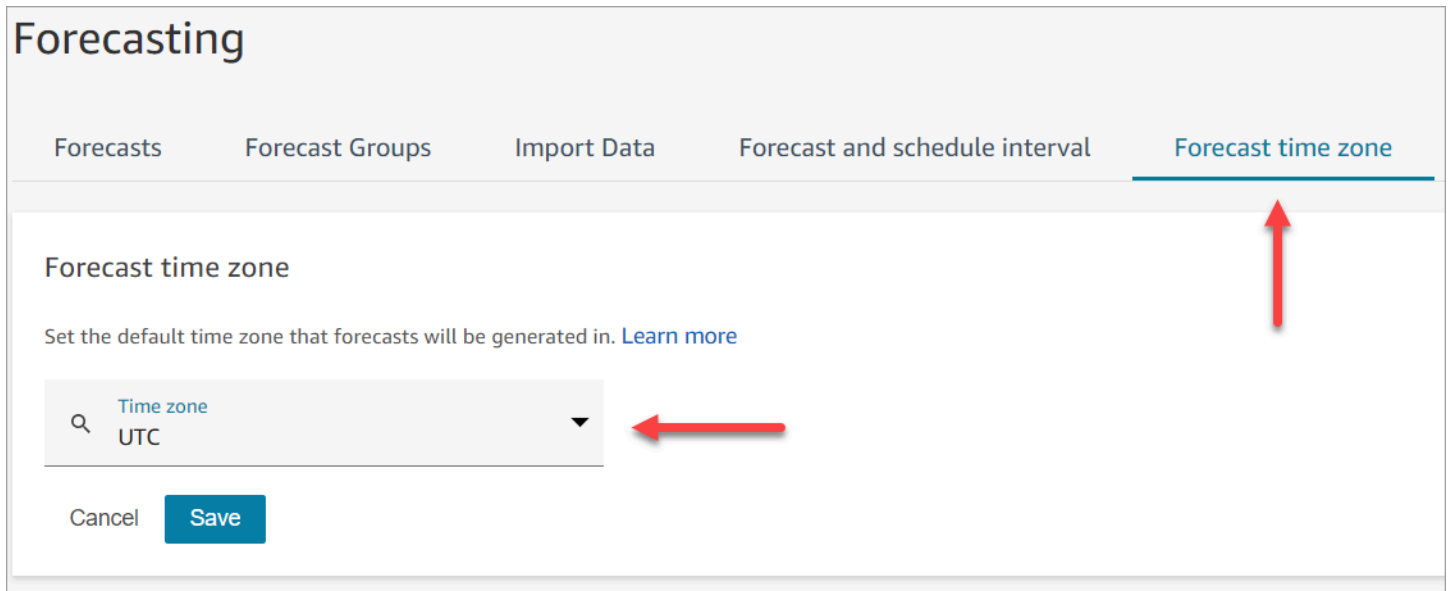 Forecasting
Forecasts Forecast Groups Import Data Forecast and schedule interval Forecast time zone
Forecast time zone
Set the default time zone that forecasts will be generated in. Learn more
Time zone
UTC
Cancel Save